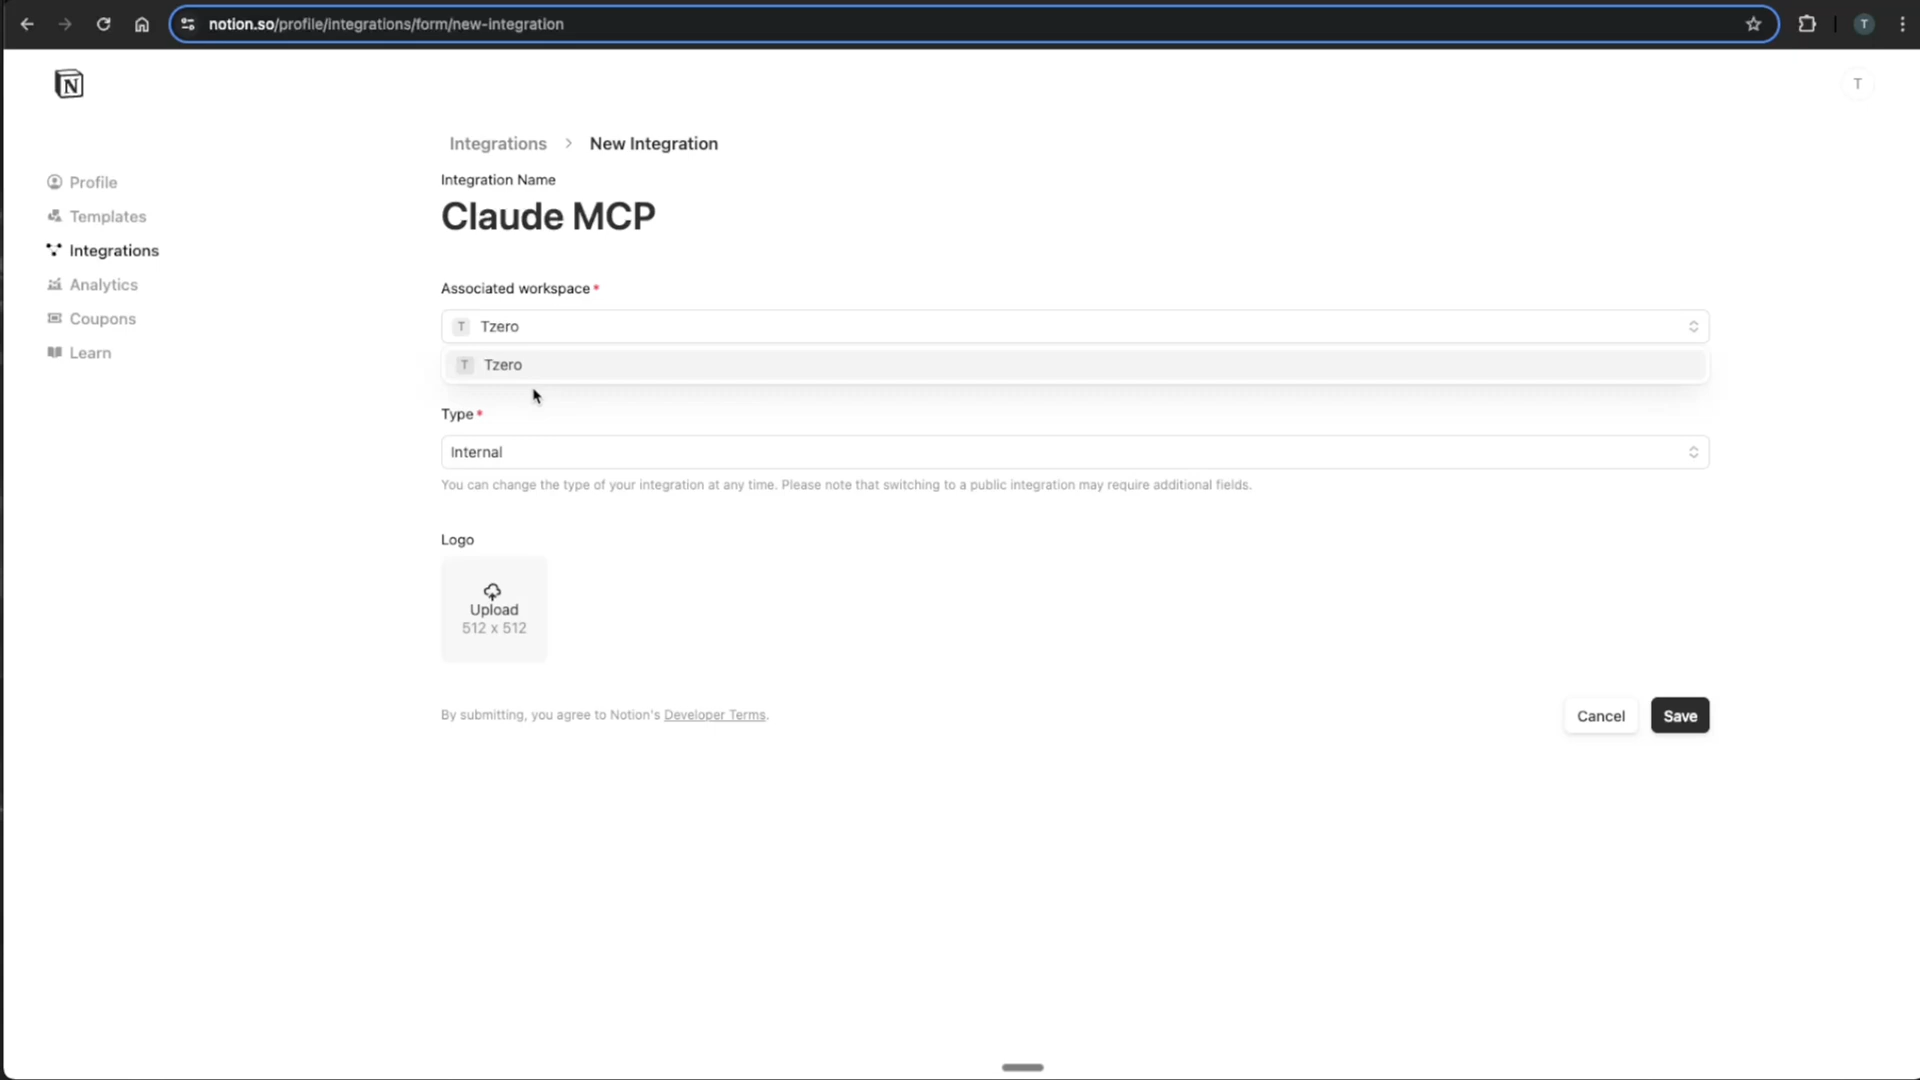 notion.so/profile/integrations/form/new-integration
T
N
T
Integrations > New Integration
Integration Name
Claude MCP
Profile
Templates
Integrations
Analytics
Coupons
Learn
Associated workspace *
T Tzero
T Tzero
Type *
Internal
You can change the type of your integration at any time. Please note that switching to a public integration may require additional fields.
Logo
Upload
512 x 512
By submitting, you agree to Notion's Developer Terms.
Cancel
Save